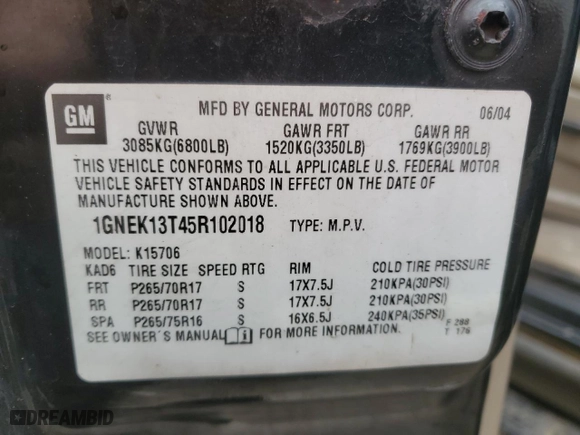 GM
MFD BY GENERAL MOTORS CORP. 06/04
GVWR GAWR FRT GAWR RR
3085KG(6800LB) 1520KG(3350LB) 1769KG(3900LB)
THIS VEHICLE CONFORMS TO ALL APPLICABLE U.S. FEDERAL MOTOR
VEHICLE SAFETY STANDARDS IN EFFECT ON THE DATE OF
MANUFACTURE SHOWN ABOVE.
1GNEK13T45R102018 TYPE: M.P.V.
MODEL: K15706
KAD6 TIRE SIZE SPEED RTG RIM COLD TIRE PRESSURE
FRT P265/70R17 S 17X7.5J 210KPA(30PSI)
RR P265/70R17 S 17X7.5J 210KPA(30PSI)
SPA P265/75R16 S 16X6.5J 240KPA(35PSI)
SEE OWNER'S MANUAL FOR MORE INFORMATION.
F 288
T 176
DREAMBID